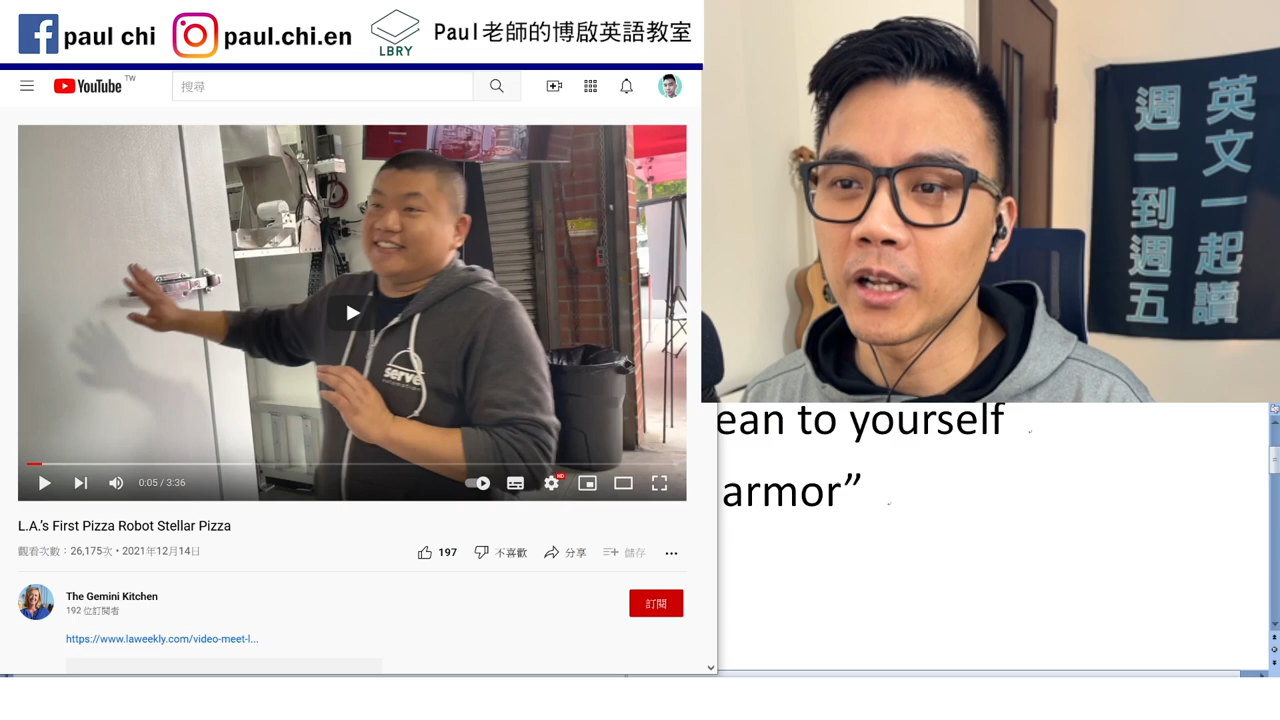 paul chi
paul.chi.en
LBRY
Paul老師的博啟英語教室
YouTube TW
搜尋
serve
automation
0:05 / 3:36
HD
L.A.'s First Pizza Robot Stellar Pizza
觀看次數：26,175次 • 2021年12月14日
197
不喜歡
分享
儲存
The Gemini Kitchen
192 位訂閱者
訂閱
https://www.laweekly.com/video-meet-l...
英文一起讀
週一到週五
ean to yourself
armor”